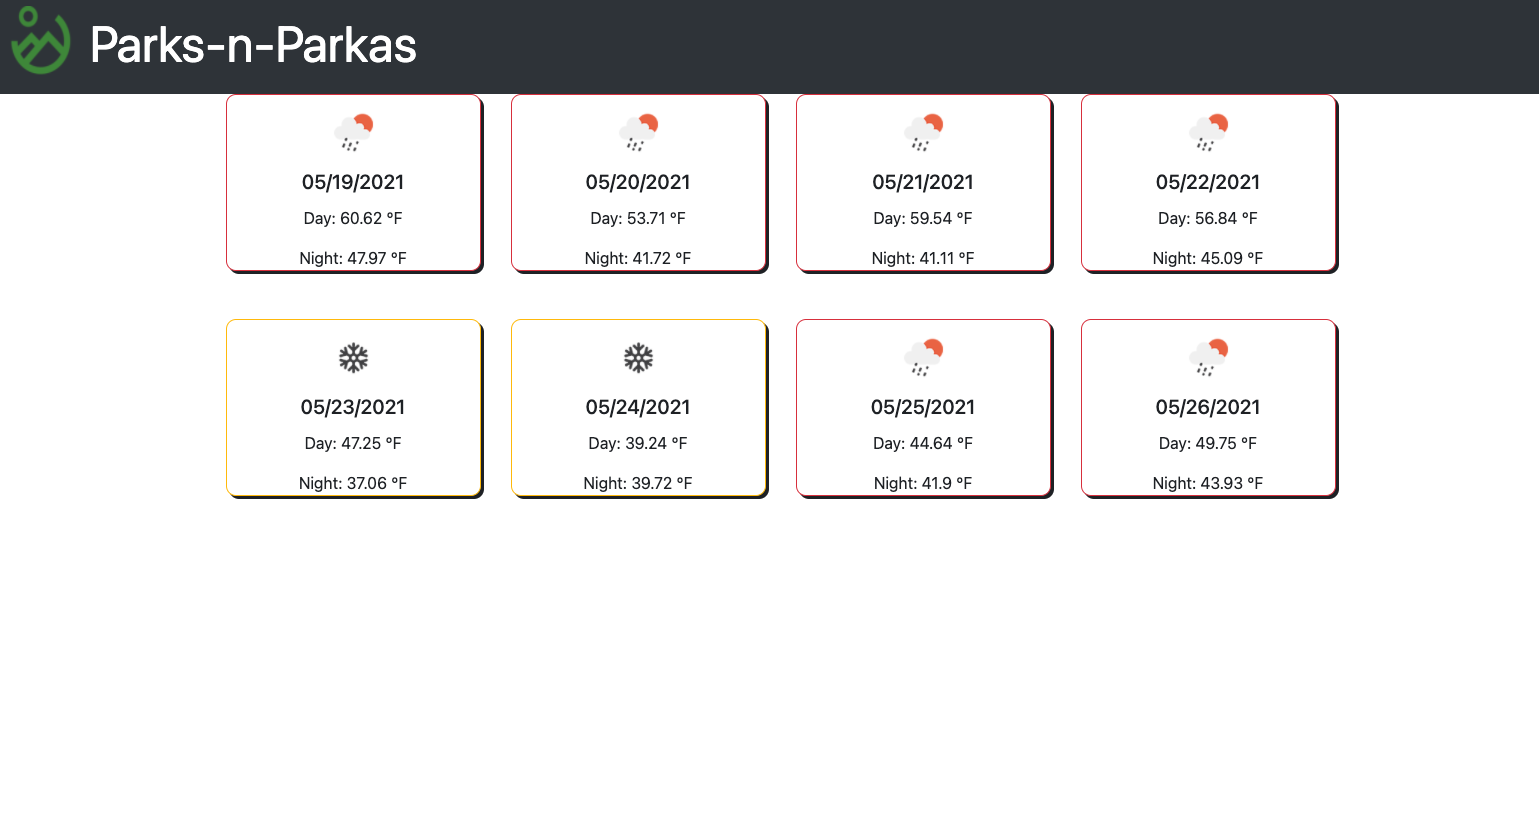 Parks-n-Parkas
05/19/2021
Day: 60.62 °F
Night: 47.97 °F
05/20/2021
Day: 53.71 °F
Night: 41.72 °F
05/21/2021
Day: 59.54 °F
Night: 41.11 °F
05/22/2021
Day: 56.84 °F
Night: 45.09 °F
05/23/2021
Day: 47.25 °F
Night: 37.06 °F
05/24/2021
Day: 39.24 °F
Night: 39.72 °F
05/25/2021
Day: 44.64 °F
Night: 41.9 °F
05/26/2021
Day: 49.75 °F
Night: 43.93 °F